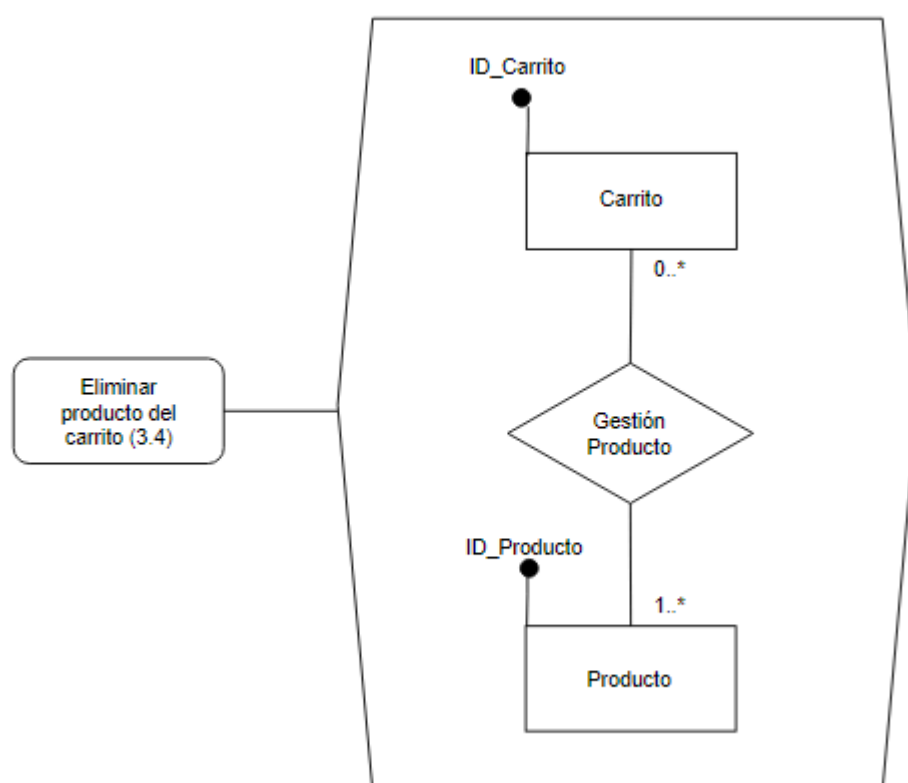 ID_Carrito
Carrito
0..*
Eliminar
producto del
carrito (3.4)
Gestión
Producto
ID_Producto
1..*
Producto